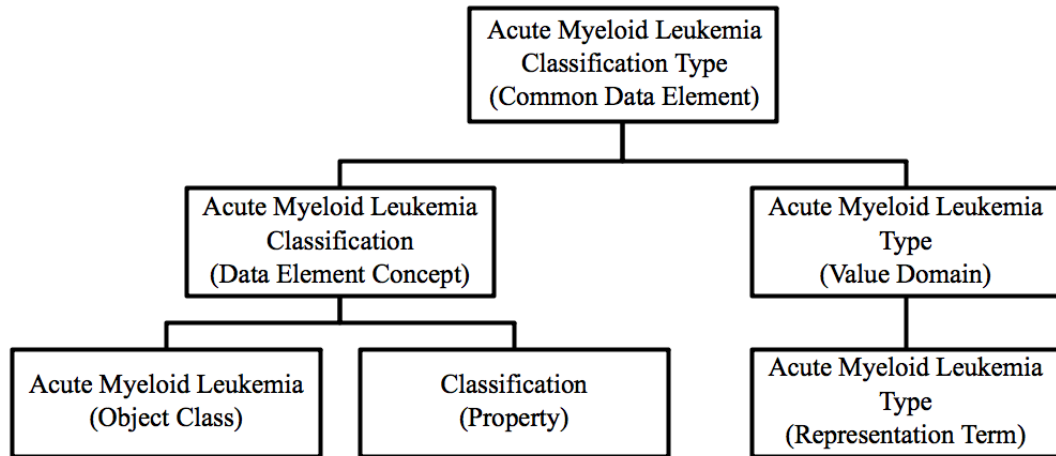 Acute Myeloid Leukemia
Classification Type
(Common Data Element)
Acute Myeloid Leukemia
Classification
(Data Element Concept)
Acute Myeloid Leukemia
Type
(Value Domain)
Acute Myeloid Leukemia
(Object Class)
Classification
(Property)
Acute Myeloid Leukemia
Type
(Representation Term)